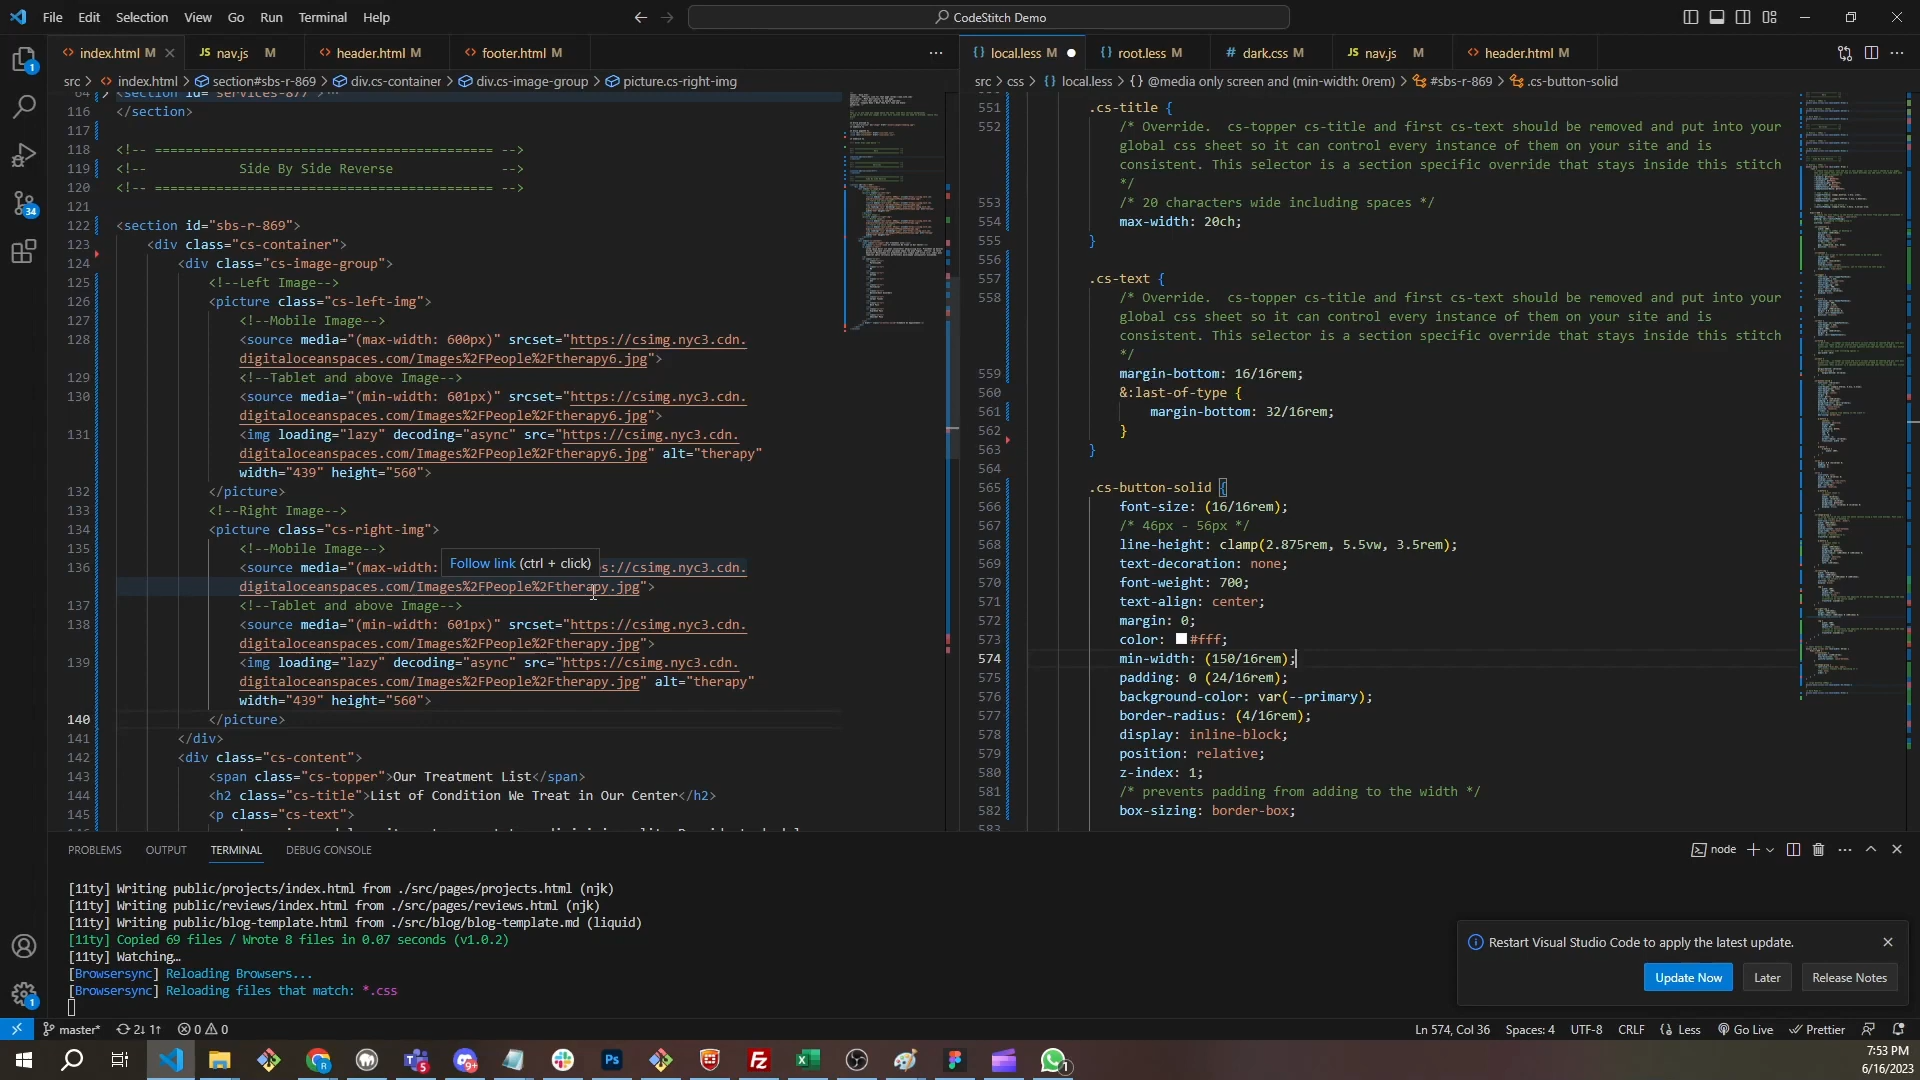 File Edit Selection View Go Run Terminal Help
CodeStitch Demo
index.html M
JS nav.js M
header.html M
footer.html M
local.less M
root.less M
# dark.css M
JS nav.js M
header.html M
src > index.html > section#sbs-r-869 > div.cs-container > div.cs-image-group > picture.cs-right-img
src > css > {} local.less > {} @media only screen and (min-width: 0rem) > #sbs-r-869 > .cs-button-solid
64 <section id="services-877">
116 </section>
117
118 <!-- ============================================ -->
119 <!-- Side By Side Reverse -->
120 <!-- ============================================ -->
121
122 <section id="sbs-r-869">
123 <div class="cs-container">
124 <div class="cs-image-group">
125 <!--Left Image-->
126 <picture class="cs-left-img">
127 <!--Mobile Image-->
128 <source media="(max-width: 600px)" srcset="https://csimg.nyc3.cdn.
digitaloceanspaces.com/Images%2FPeople%2Ftherapy6.jpg">
129 <!--Tablet and above Image-->
130 <source media="(min-width: 601px)" srcset="https://csimg.nyc3.cdn.
digitaloceanspaces.com/Images%2FPeople%2Ftherapy6.jpg">
131 <img loading="lazy" decoding="async" src="https://csimg.nyc3.cdn.
digitaloceanspaces.com/Images%2FPeople%2Ftherapy6.jpg" alt="therapy"
width="439" height="560">
132 </picture>
133 <!--Right Image-->
134 <picture class="cs-right-img">
135 <!--Mobile Image-->
136 <source media="(max-width: s://csimg.nyc3.cdn.
Follow link (ctrl + click)
digitaloceanspaces.com/Images%2FPeople%2Ftherapy.jpg">
137 <!--Tablet and above Image-->
138 <source media="(min-width: 601px)" srcset="https://csimg.nyc3.cdn.
digitaloceanspaces.com/Images%2FPeople%2Ftherapy.jpg">
139 <img loading="lazy" decoding="async" src="https://csimg.nyc3.cdn.
digitaloceanspaces.com/Images%2FPeople%2Ftherapy.jpg" alt="therapy"
width="439" height="560">
140 </picture>
141 </div>
142 <div class="cs-content">
143 <span class="cs-topper">Our Treatment List</span>
144 <h2 class="cs-title">List of Condition We Treat in Our Center</h2>
145 <p class="cs-text">
551 .cs-title {
552 /* Override. cs-topper cs-title and first cs-text should be removed and put into your
global css sheet so it can control every instance of them on your site and is
consistent. This selector is a section specific override that stays inside this stitch
*/
553 /* 20 characters wide including spaces */
554 max-width: 20ch;
555 }
556
557 .cs-text {
558 /* Override. cs-topper cs-title and first cs-text should be removed and put into your
global css sheet so it can control every instance of them on your site and is
consistent. This selector is a section specific override that stays inside this stitch
*/
559 margin-bottom: 16/16rem;
560 &:last-of-type {
561 margin-bottom: 32/16rem;
562 }
563 }
564
565 .cs-button-solid {
566 font-size: (16/16rem);
567 /* 46px - 56px */
568 line-height: clamp(2.875rem, 5.5vw, 3.5rem);
569 text-decoration: none;
570 font-weight: 700;
571 text-align: center;
572 margin: 0;
573 color: #fff;
574 min-width: (150/16rem);
575 padding: 0 (24/16rem);
576 background-color: var(--primary);
577 border-radius: (4/16rem);
578 display: inline-block;
579 position: relative;
580 z-index: 1;
581 /* prevents padding from adding to the width */
582 box-sizing: border-box;
583
PROBLEMS OUTPUT TERMINAL DEBUG CONSOLE
node
[11ty] Writing public/projects/index.html from ./src/pages/projects.html (njk)
[11ty] Writing public/reviews/index.html from ./src/pages/reviews.html (njk)
[11ty] Writing public/blog-template.html from ./src/blog/blog-template.md (liquid)
[11ty] Copied 69 files / Wrote 8 files in 0.07 seconds (v1.0.2)
[11ty] Watching…
[Browsersync] Reloading Browsers...
[Browsersync] Reloading files that match: *.css
Restart Visual Studio Code to apply the latest update.
Update Now Later Release Notes
master* 2↓ 1↑ 0 0
Ln 574, Col 36 Spaces: 4 UTF-8 CRLF {} Less Go Live Prettier
7:53 PM
6/16/2023